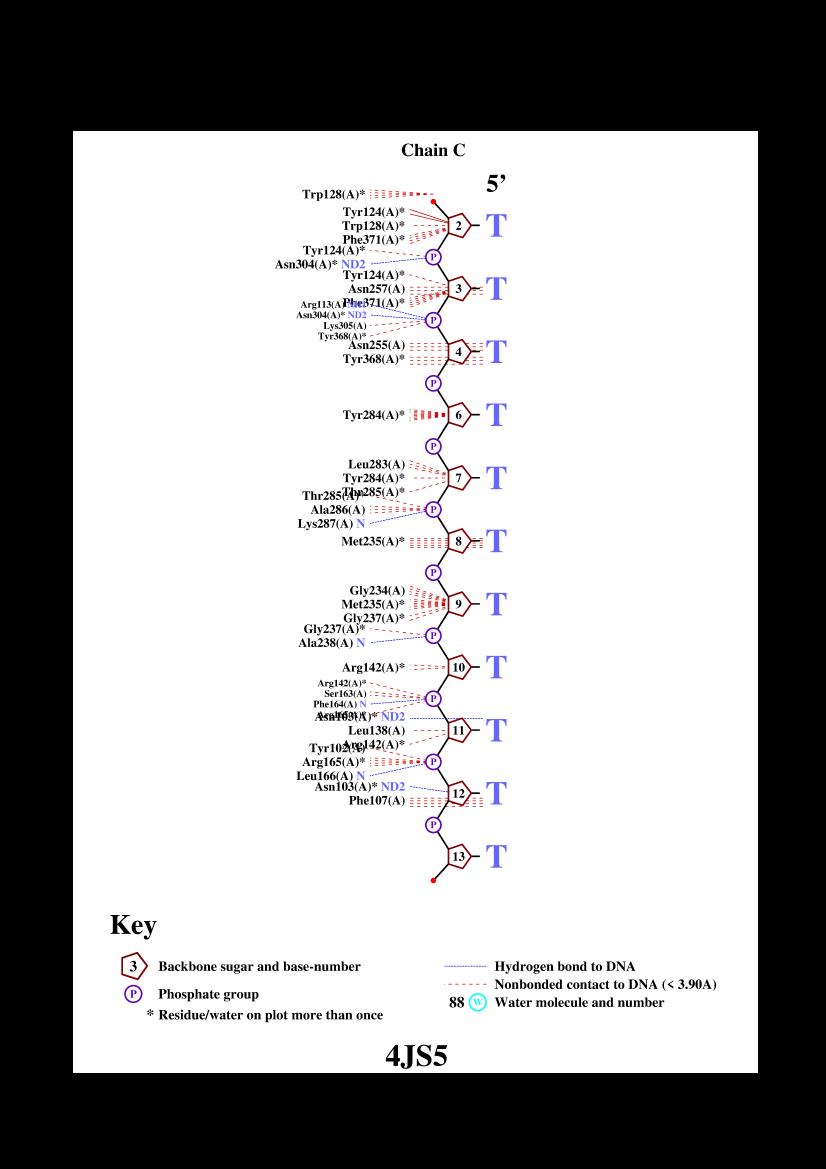 Chain C
5’
Trp128(A)*
Tyr124(A)*
Trp128(A)* 2 T
Phe371(A)*
Tyr124(A)*
P
Asn304(A)* ND2
Tyr124(A)*
Asn257(A) 3 T
Phe371(A)*
Arg113(A)
Asn304(A)* ND2
P
Lys305(A)
Tyr368(A)*
Asn255(A)
4 T
Tyr368(A)*
P
Tyr284(A)* 6 T
P
Leu283(A)
Tyr284(A)* 7 T
Thr285(A)*
Thr285(A)*
Ala286(A) P
Lys287(A) N
Met235(A)* 8 T
P
Gly234(A)
Met235(A)* 9 T
Gly237(A)*
Gly237(A)*
P
Ala238(A) N
Arg142(A)* 10 T
Arg142(A)*
Ser163(A)
P
Phe164(A) N
Asn103(A)* ND2
Leu138(A) 11 T
Arg142(A)*
Tyr102(A)
Arg165(A)* P
Leu166(A) N
Asn103(A)* ND2
12 T
Phe107(A)
P
13 T
Key
3 Backbone sugar and base-number
P Phosphate group
* Residue/water on plot more than once
Hydrogen bond to DNA
Nonbonded contact to DNA (< 3.90A)
88 W Water molecule and number
4JS5